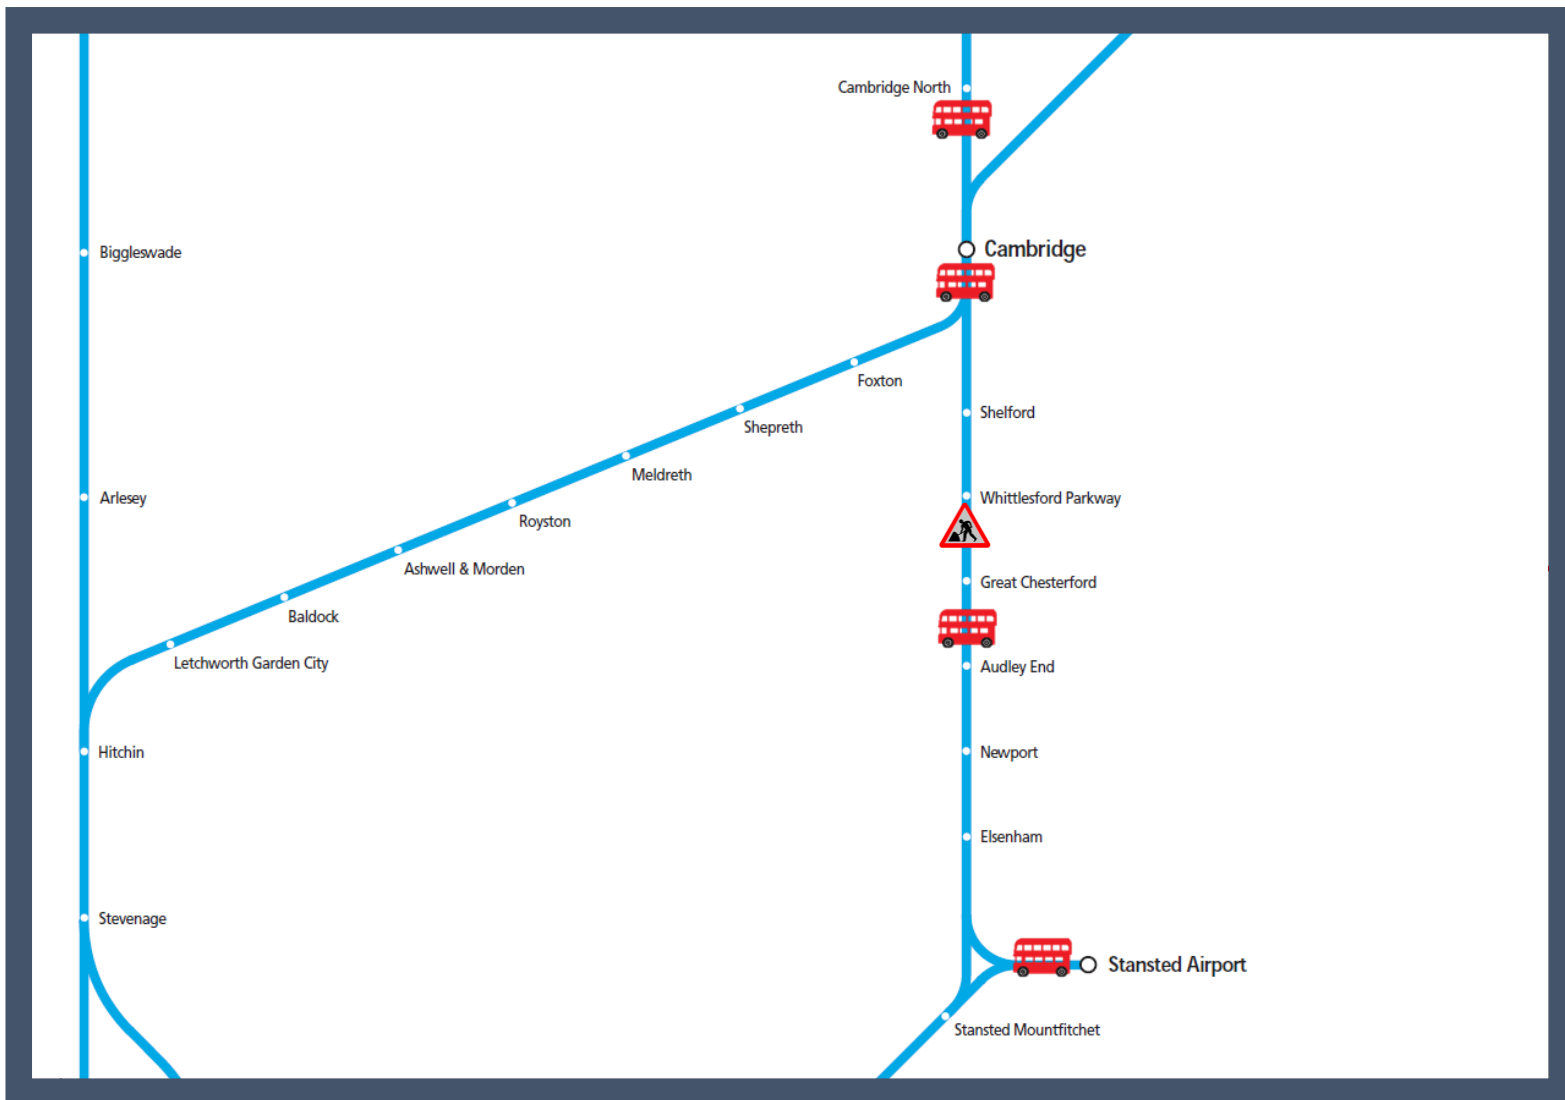 Cambridge North
Biggleswade
Cambridge
Foxton
Shelford
Shepreth
Meldreth
Arlesey
Whittlesford Parkway
Royston
Ashwell & Morden
Great Chesterford
Baldock
Letchworth Garden City
Audley End
Hitchin
Newport
Elsenham
Stevenage
Stansted Airport
Stansted Mountfitchet